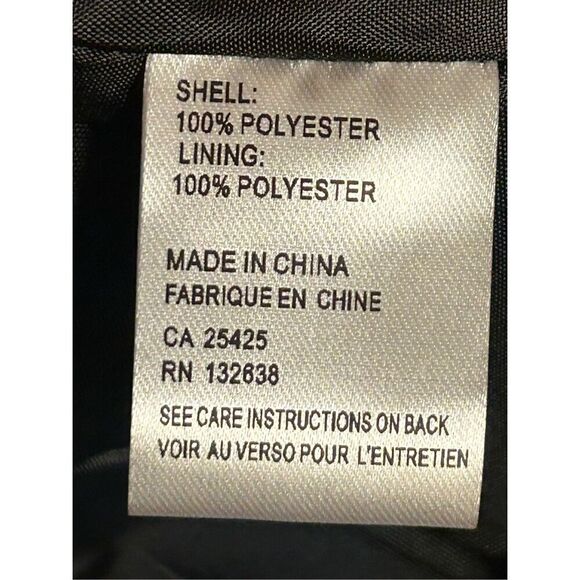 SHELL:
100% POLYESTER
LINING:
100% POLYESTER
MADE IN CHINA
FABRIQUE EN CHINE
CA 25425
RN 132638
SEE CARE INSTRUCTIONS ON BACK
VOIR AU VERSO POUR L'ENTRETIEN